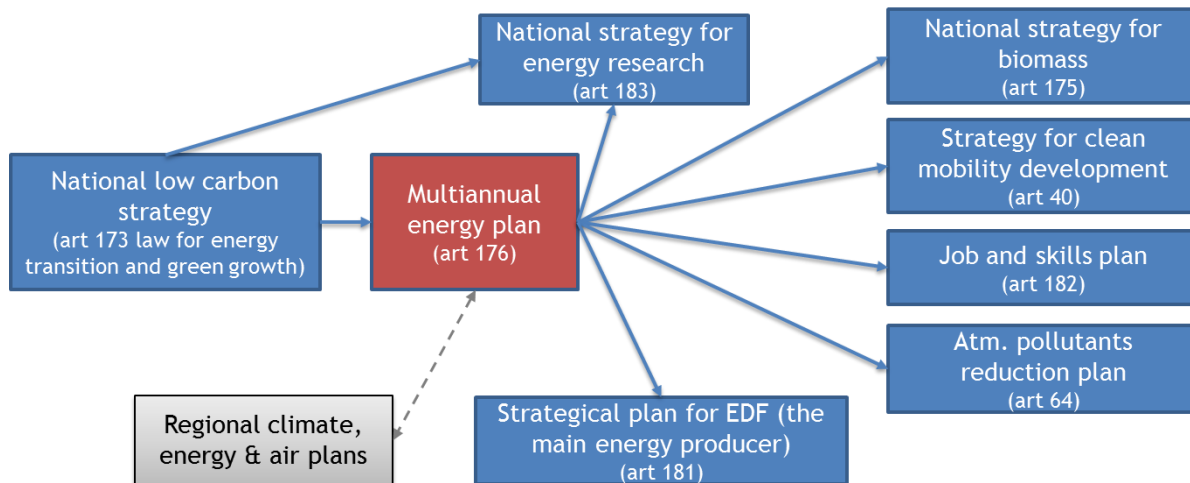 National strategy for
energy research
(art 183)
National strategy for
biomass
(art 175)
National low carbon
strategy
(art 173 law for energy
transition and green growth)
Multiannual
energy plan
(art 176)
Strategy for clean
mobility development
(art 40)
Job and skills plan
(art 182)
Atm. pollutants
reduction plan
(art 64)
Regional climate,
energy & air plans
Strategical plan for EDF (the
main energy producer)
(art 181)